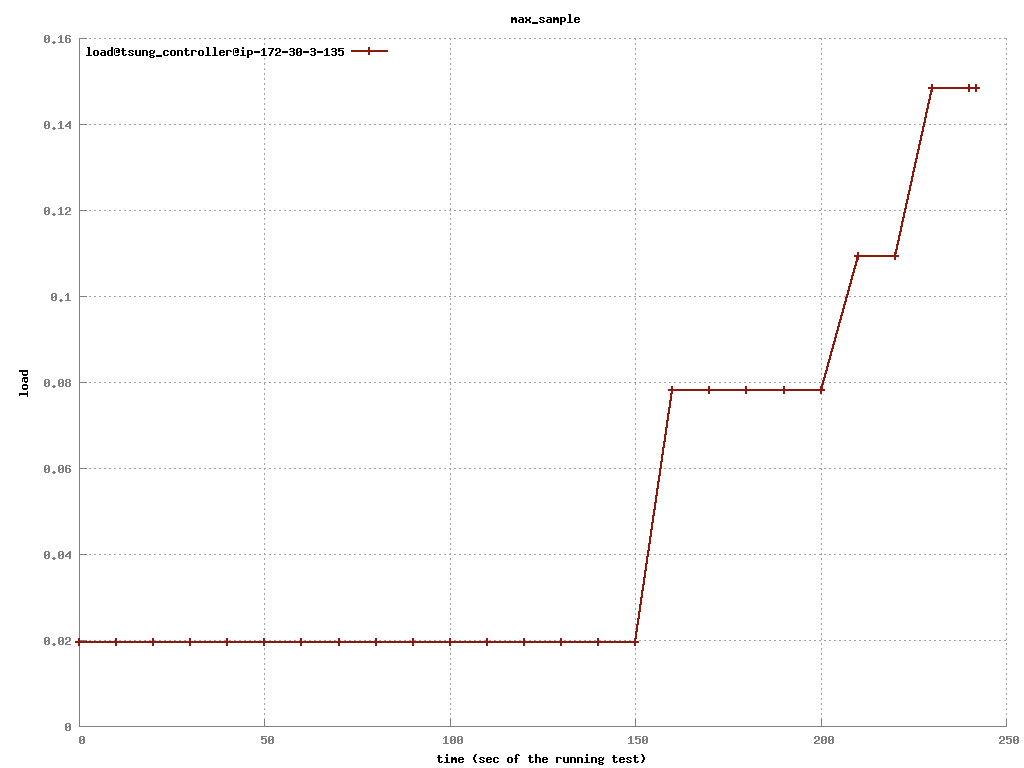 max_sample
load@tsung_controller@ip-172-30-3-135
0.16
0.14
0.12
0.1
0.08
0.06
0.04
0.02
0
load
0 50 100 150 200 250
time (sec of the running test)